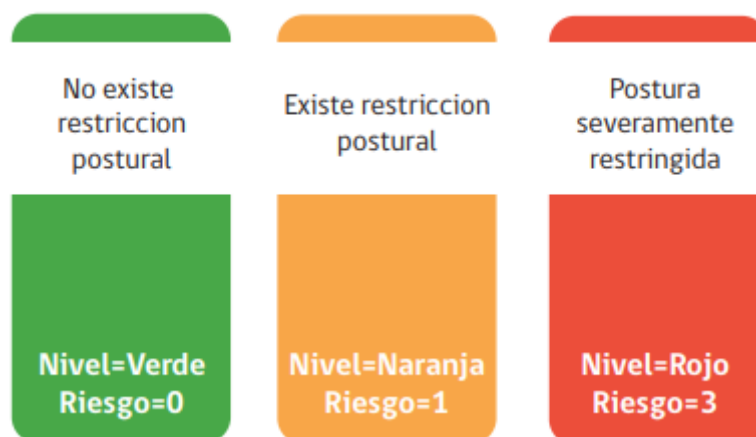 No existe
restriccion
postural
Nivel=Verde
Riesgo=0
Existe restriccion
postural
Nivel=Naranja
Riesgo=1
Postura
severamente
restringida
Nivel=Rojo
Riesgo=3